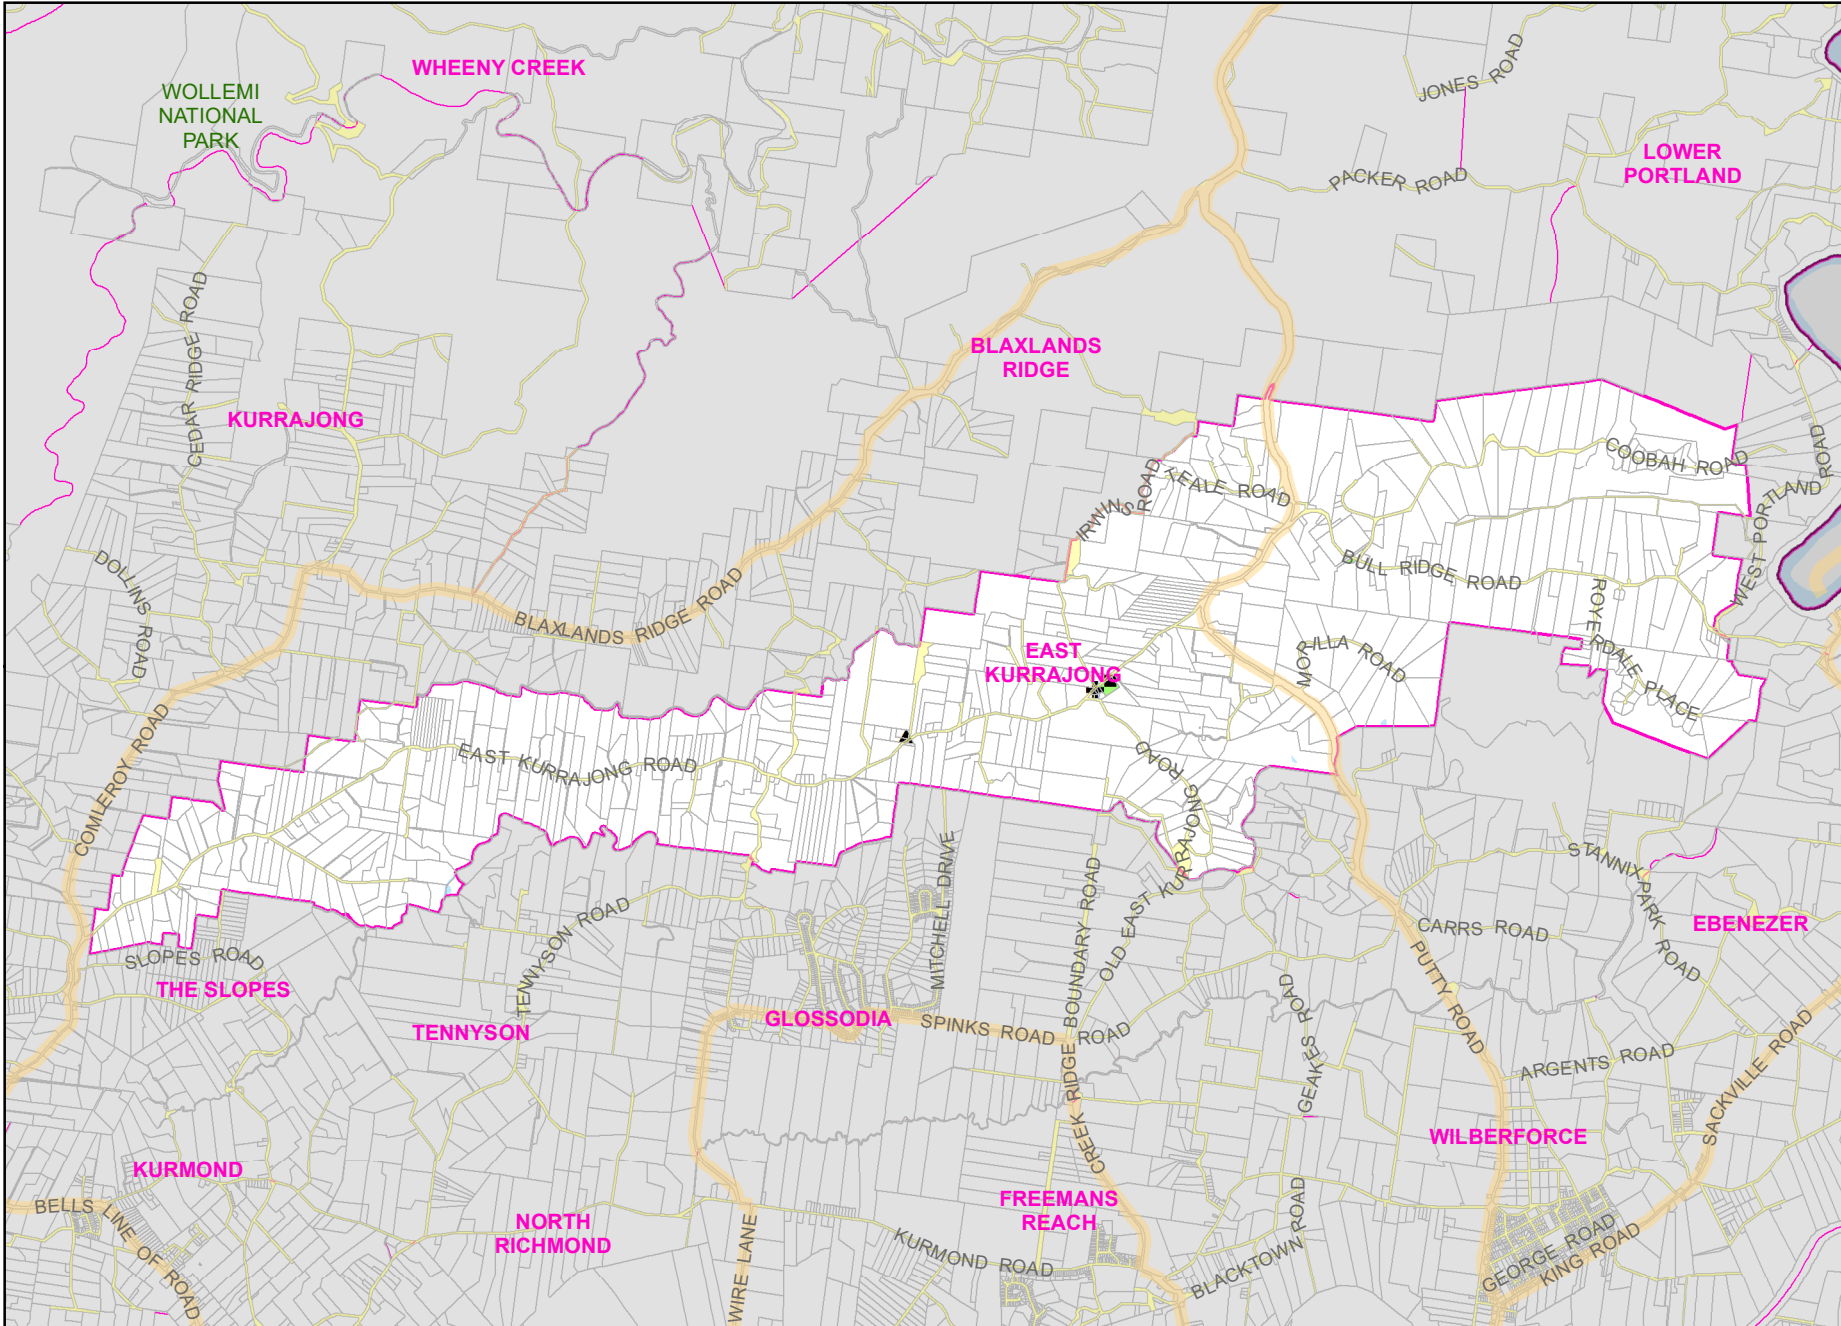 WHEENY CREEK
WOLLEMI
NATIONAL
PARK
JONES ROAD
LOWER
PORTLAND
PACKER ROAD
CEDAR RIDGE ROAD
BLAXLANDS
RIDGE
KURRAJONG
COOBAH ROAD
KEALE ROAD
IRWINS ROAD
WEST PORTLAND ROAD
BULL RIDGE ROAD
DOLLINS ROAD
BLAXLANDS RIDGE ROAD
ROYERDALE PLACE
EAST
KURRAJONG
MORILLA ROAD
COMLEROY ROAD
EAST KURRAJONG ROAD
MITCHELL DRIVE
OLD EAST KURRAJONG ROAD
STANNIX PARK ROAD
EBENEZER
CARRS ROAD
SLOPES ROAD
THE SLOPES
TENNYSON ROAD
TENNYSON
GLOSSODIA
SPINKS ROAD
CREEK RIDGE ROAD
BOUNDARY ROAD
ROAD
GEAKES ROAD
PUTTY ROAD
ARGENTS ROAD
SACKVILLE ROAD
WILBERFORCE
KURMOND
BELLS LINE OF ROAD
NORTH
RICHMOND
WIRE LANE
KURMOND ROAD
FREEMANS
REACH
BLACKTOWN ROAD
GEORGE ROAD
KING ROAD